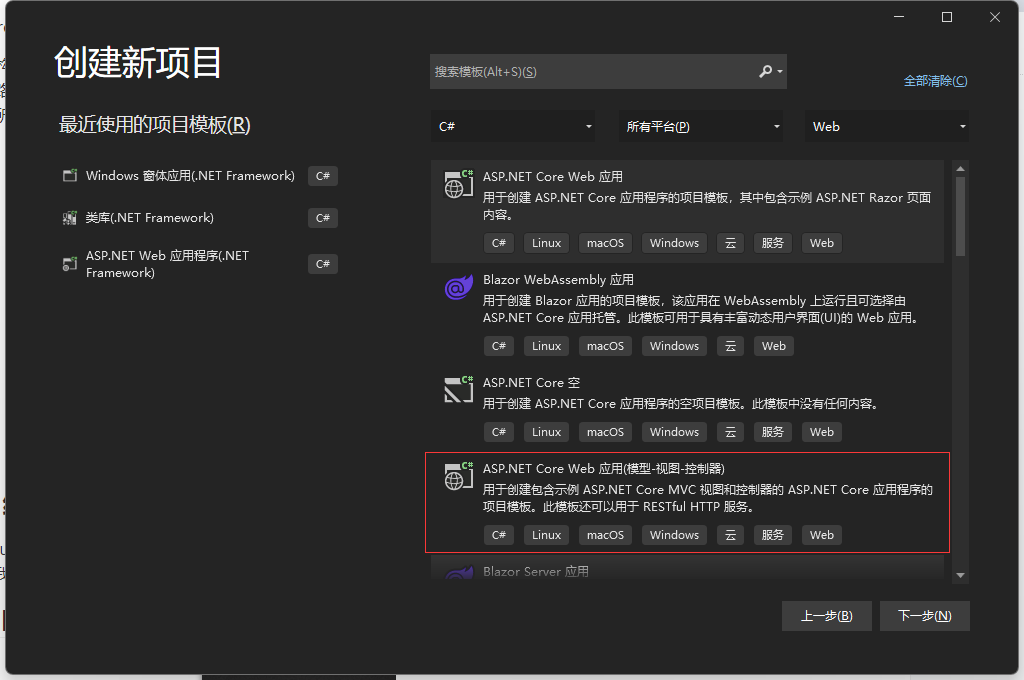 创建新项目
最近使用的项目模板(R)
Windows 窗体应用(.NET Framework)
C#
类库(.NET Framework)
C#
ASP.NET Web 应用程序(.NET
Framework)
C#
搜索模板(Alt+S)(S)
全部清除(C)
C#
所有平台(P)
Web
ASP.NET Core Web 应用
用于创建 ASP.NET Core 应用程序的项目模板，其中包含示例 ASP.NET Razor 页面
内容。
C# Linux macOS Windows 云 服务 Web
Blazor WebAssembly 应用
用于创建 Blazor 应用的项目模板，该应用在 WebAssembly 上运行且可选择由
ASP.NET Core 应用托管。此模板可用于具有丰富动态用户界面(UI)的 Web 应用。
C# Linux macOS Windows 云 Web
ASP.NET Core 空
用于创建 ASP.NET Core 应用程序的空项目模板。此模板中没有任何内容。
C# Linux macOS Windows 云 服务 Web
ASP.NET Core Web 应用(模型-视图-控制器)
用于创建包含示例 ASP.NET Core MVC 视图和控制器的 ASP.NET Core 应用程序的
项目模板。此模板还可以用于 RESTful HTTP 服务。
C# Linux macOS Windows 云 服务 Web
Blazor Server 应用
上一步(B)
下一步(N)